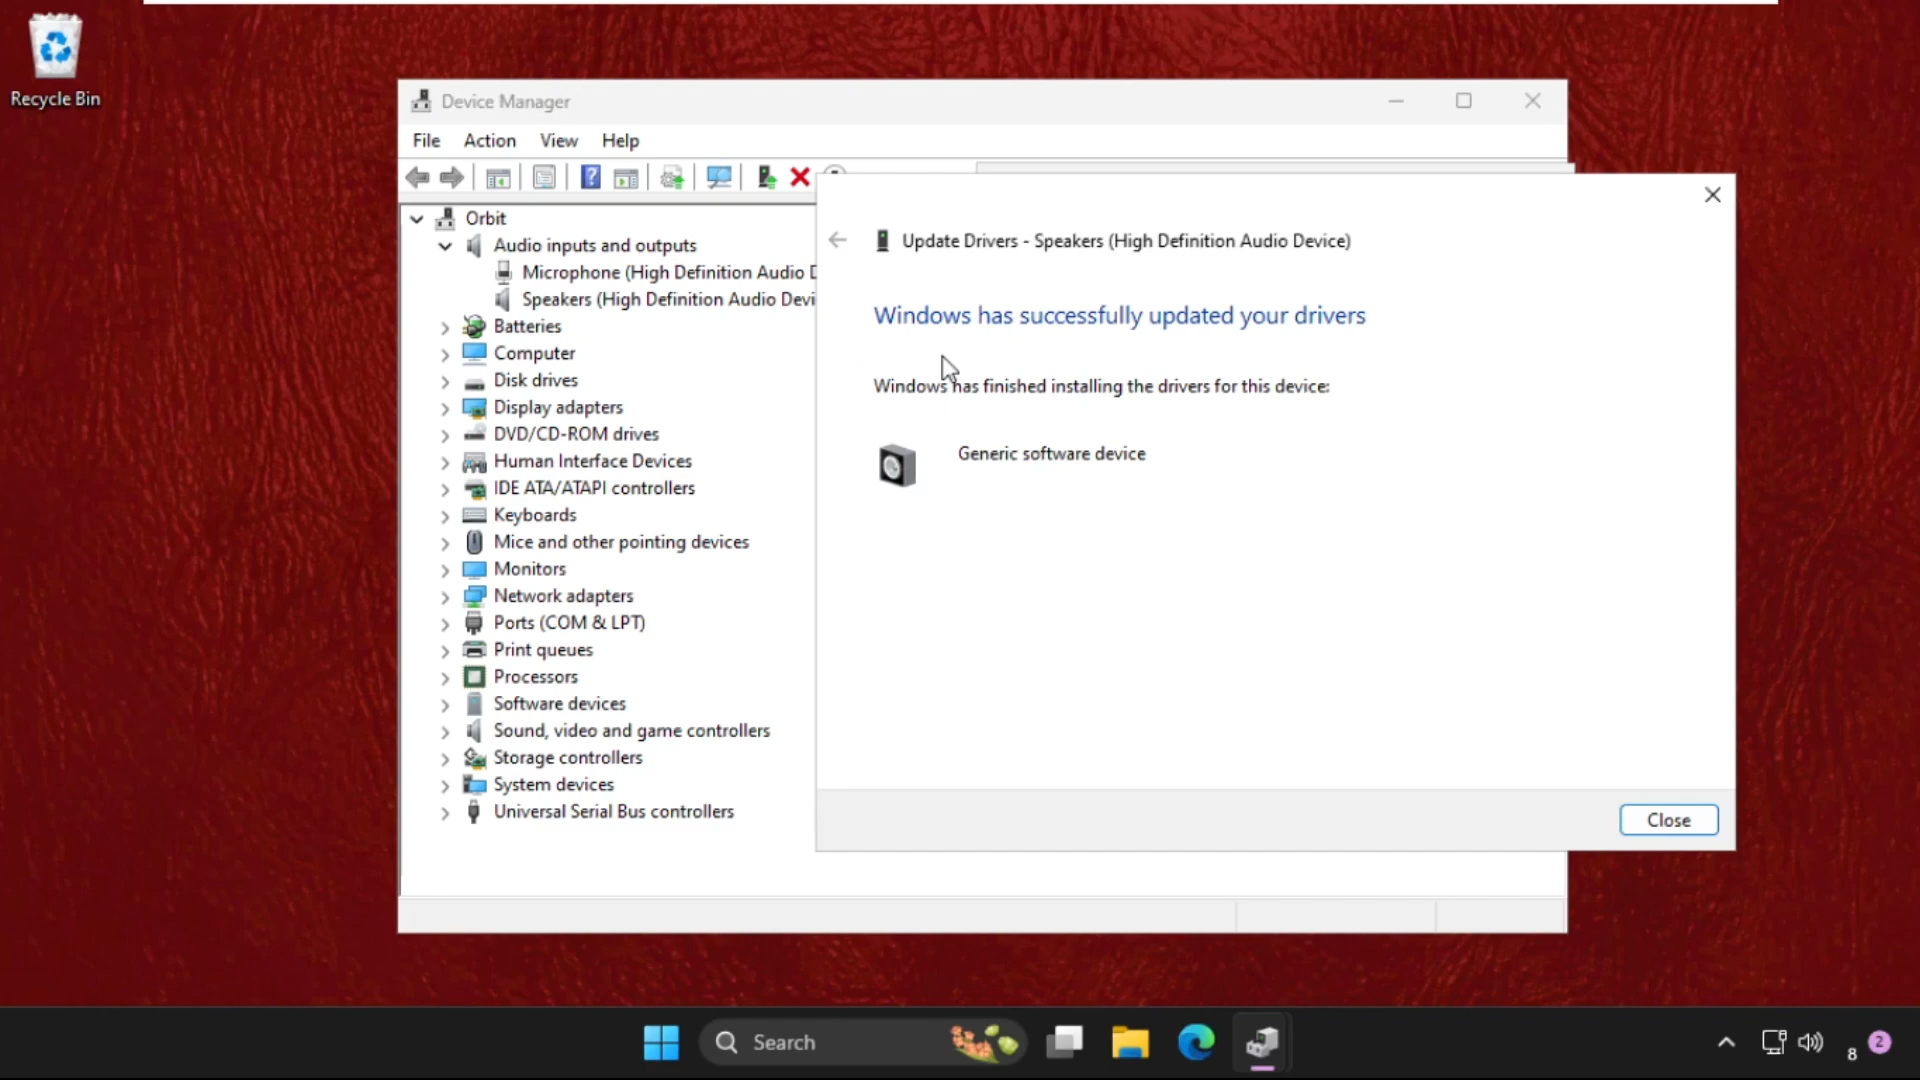 Recycle Bin
Device Manager
File Action View Help
Orbit
Audio inputs and outputs
Microphone (High Definition Audio D
Speakers (High Definition Audio Devi
Batteries
Computer
Disk drives
Display adapters
DVD/CD-ROM drives
Human Interface Devices
IDE ATA/ATAPI controllers
Keyboards
Mice and other pointing devices
Monitors
Network adapters
Ports (COM & LPT)
Print queues
Processors
Software devices
Sound, video and game controllers
Storage controllers
System devices
Universal Serial Bus controllers
Update Drivers - Speakers (High Definition Audio Device)
Windows has successfully updated your drivers
Windows has finished installing the drivers for this device:
Generic software device
Close
Search
8
2